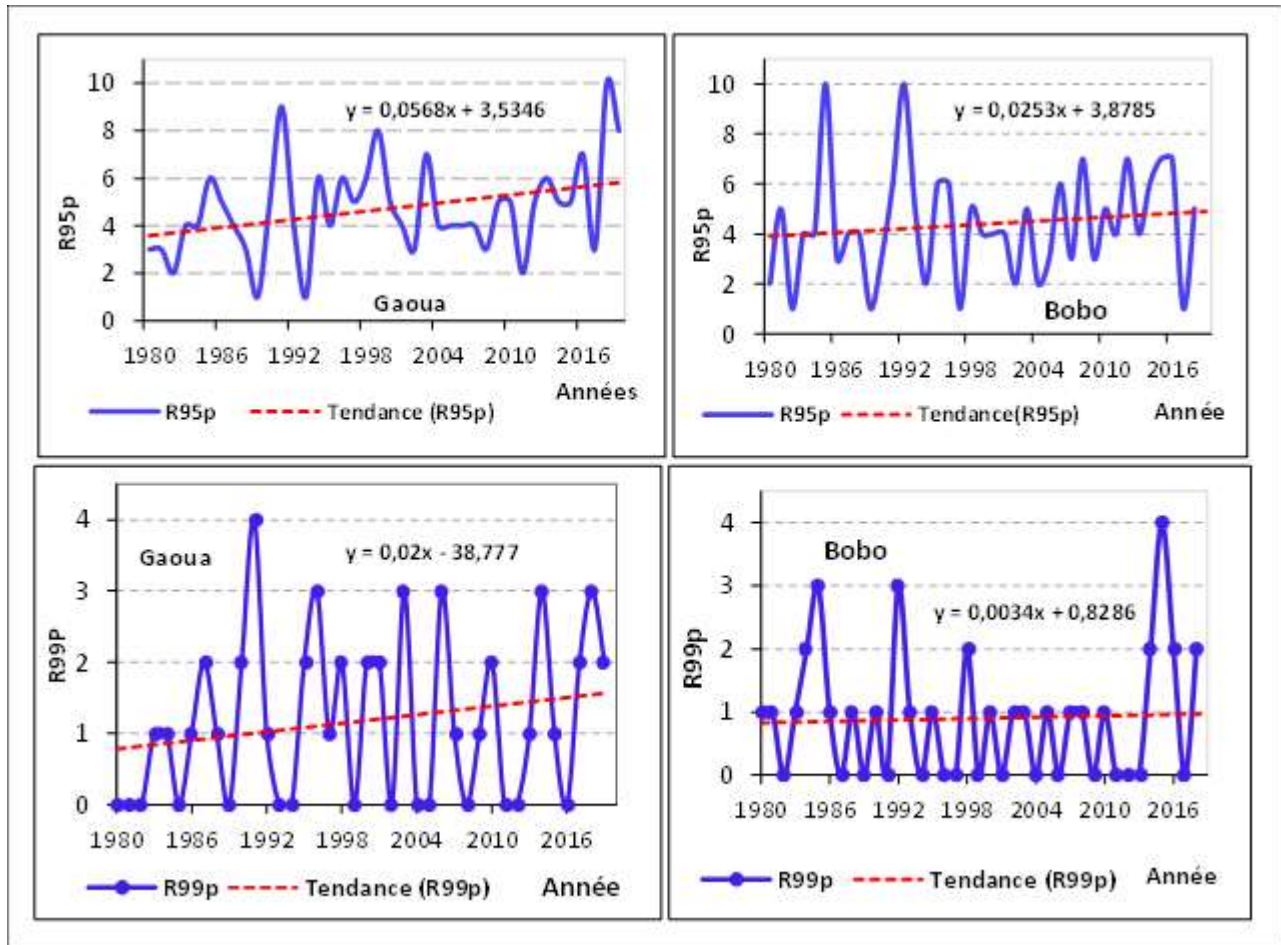 10
y = 0,0568x + 3,5346
8
6
R95p
4
2
Gaoua
0
1980 1986 1992 1998 2004 2010 2016
Années
R95p Tendance (R95p)
10
y = 0,0253x + 3,8785
8
6
R95p
4
2
Bobo
0
1980 1986 1992 1998 2004 2010 2016
R95p Tendance(R95p) Année
4
Gaoua y = 0,02x - 38,777
3
R99P
2
1
0
1980 1986 1992 1998 2004 2010 2016
R99p Tendance (R99p) Année
4
Bobo
3
y = 0,0034x + 0,8286
R99p
2
1
0
1980 1986 1992 1998 2004 2010 2016
R99p Tendance (R99p) Année